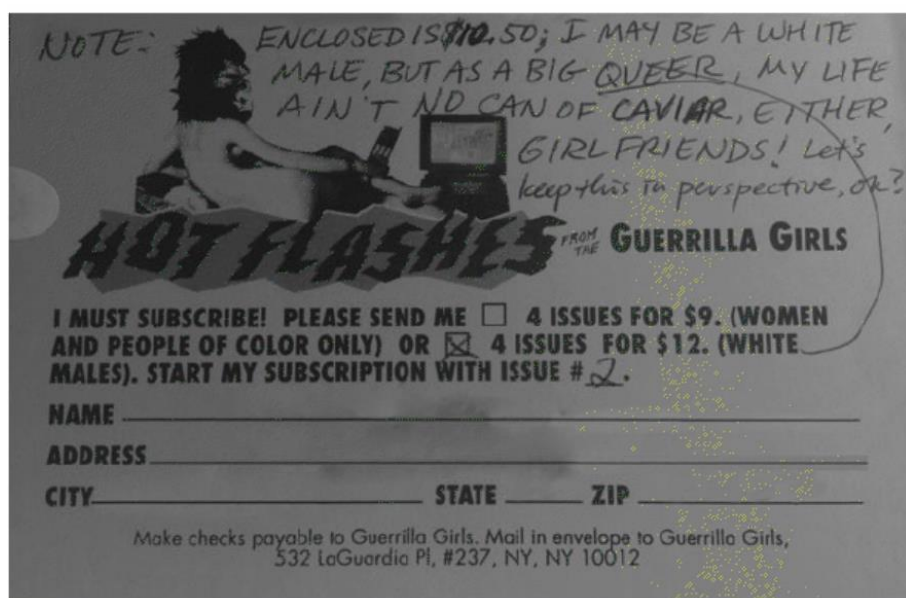 NOTE: ENCLOSED IS $10.50; I MAY BE A WHITE
MALE, BUT AS A BIG QUEER, MY LIFE
AIN'T NO CAN OF CAVIAR, EITHER,
GIRLFRIENDS! Let's
keep this in perspective, ok?
HOT FLASHES FROM THE GUERRILLA GIRLS
I MUST SUBSCRIBE! PLEASE SEND ME ☐ 4 ISSUES FOR $9. (WOMEN
AND PEOPLE OF COLOR ONLY) OR ☒ 4 ISSUES FOR $12. (WHITE
MALES). START MY SUBSCRIPTION WITH ISSUE # 2.
NAME
ADDRESS
CITY STATE ZIP
Make checks payable to Guerrilla Girls. Mail in envelope to Guerrilla Girls,
532 LaGuardia Pl, #237, NY, NY 10012